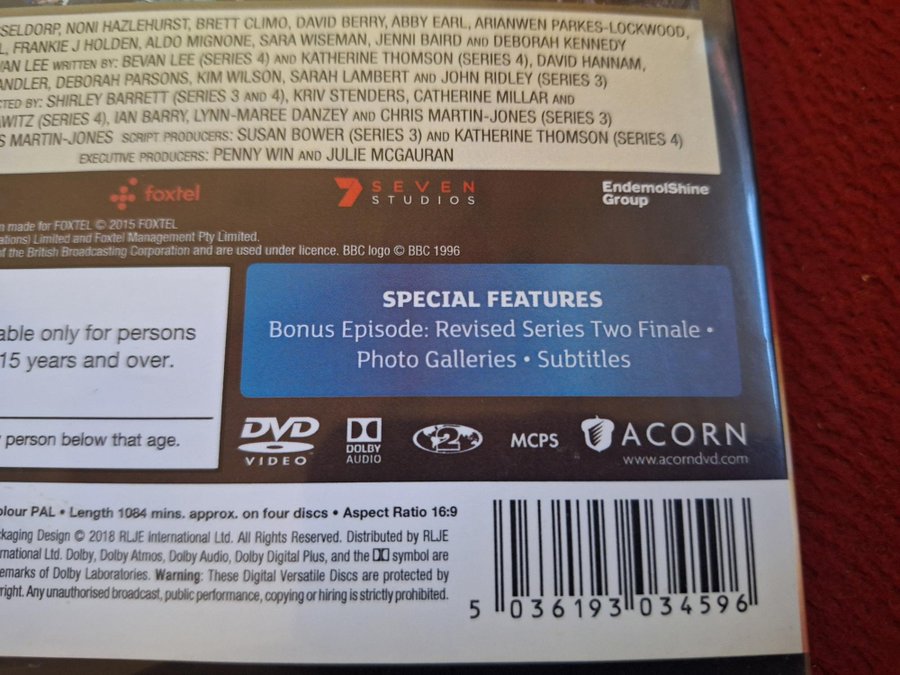 SELDORP, NONI HAZLEHURST, BRETT CLIMO, DAVID BERRY, ABBY EARL, ARIANWEN PARKES-LOCKWOOD,
L, FRANKIE J HOLDEN, ALDO MIGNONE, SARA WISEMAN, JENNI BAIRD AND DEBORAH KENNEDY
VAN LEE WRITTEN BY: BEVAN LEE (SERIES 4) AND KATHERINE THOMSON (SERIES 4), DAVID HANNAM,
ANDLER, DEBORAH PARSONS, KIM WILSON, SARAH LAMBERT AND JOHN RIDLEY (SERIES 3)
CTED BY: SHIRLEY BARRETT (SERIES 3 AND 4), KRIV STENDERS, CATHERINE MILLAR AND
AWITZ (SERIES 4), IAN BARRY, LYNN-MAREE DANZEY AND CHRIS MARTIN-JONES (SERIES 3)
S MARTIN-JONES SCRIPT PRODUCERS: SUSAN BOWER (SERIES 3) AND KATHERINE THOMSON (SERIES 4)
EXECUTIVE PRODUCERS: PENNY WIN AND JULIE MCGAURAN
foxtel
7 SEVEN STUDIOS
EndemolShine
Group
n made for FOXTEL © 2015 FOXTEL
ations) Limited and Foxtel Management Pty Limited.
of the British Broadcasting Corporation and are used under licence. BBC logo © BBC 1996
able only for persons
15 years and over.
y person below that age.
SPECIAL FEATURES
Bonus Episode: Revised Series Two Finale •
Photo Galleries • Subtitles
DVD
VIDEO
DOLBY
AUDIO
2
MCPS
ACORN
www.acorndvd.com
olour PAL • Length 1084 mins. approx. on four discs • Aspect Ratio 16:9
ckaging Design © 2018 RLJE International Ltd. All Rights Reserved. Distributed by RLJE
rnational Ltd. Dolby, Dolby Atmos, Dolby Audio, Dolby Digital Plus, and the DD symbol are
emarks of Dolby Laboratories. Warning: These Digital Versatile Discs are protected by
right. Any unauthorised broadcast, public performance, copying or hiring is strictly prohibited.
5 036193 034596